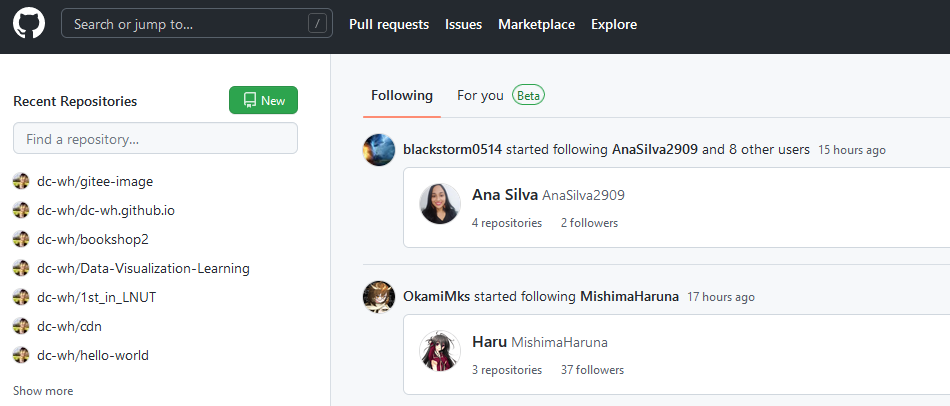 Search or jump to... /
Pull requests Issues Marketplace Explore
Recent Repositories
New
Find a repository...
dc-wh/gitee-image
dc-wh/dc-wh.github.io
dc-wh/bookshop2
dc-wh/Data-Visualization-Learning
dc-wh/1st_in_LNUT
dc-wh/cdn
dc-wh/hello-world
Show more
Following For you Beta
blackstorm0514 started following AnaSilva2909 and 8 other users 15 hours ago
Ana Silva AnaSilva2909
4 repositories 2 followers
OkamiMks started following MishimaHaruna 17 hours ago
Haru MishimaHaruna
3 repositories 37 followers